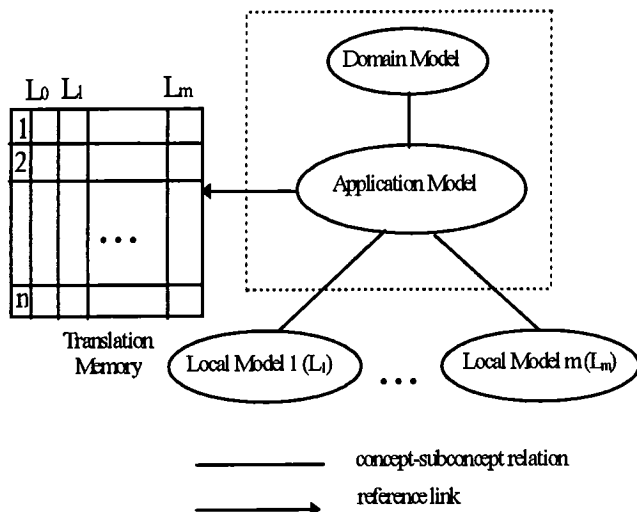 Domain Model
L0 L1 Lm
1
2
Application Model
...
n
Translation
Memory
Local Model 1 (L1)
...
Local Model m (Lm)
concept-subconcept relation
reference link